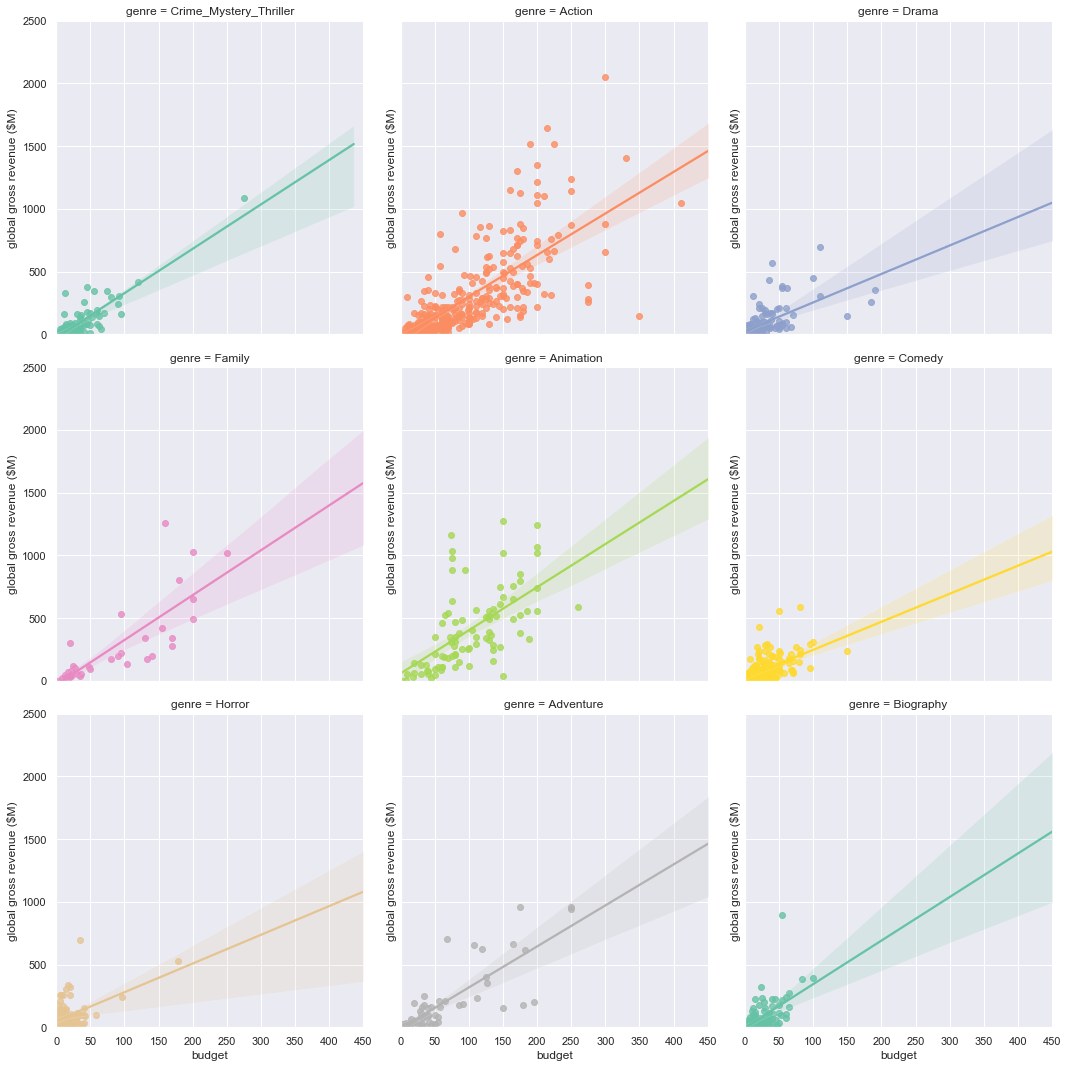 genre = Crime_Mystery_Thriller
genre = Action
genre = Drama
2500
2000
1500
1000
500
0
global gross revenue ($M)
global gross revenue ($M)
global gross revenue ($M)
genre = Family
genre = Animation
genre = Comedy
2500
2000
1500
1000
500
0
global gross revenue ($M)
global gross revenue ($M)
global gross revenue ($M)
genre = Horror
genre = Adventure
genre = Biography
2500
2000
1500
1000
500
0
global gross revenue ($M)
global gross revenue ($M)
global gross revenue ($M)
0 50 100 150 200 250 300 350 400 450
0 50 100 150 200 250 300 350 400 450
0 50 100 150 200 250 300 350 400 450
budget
budget
budget